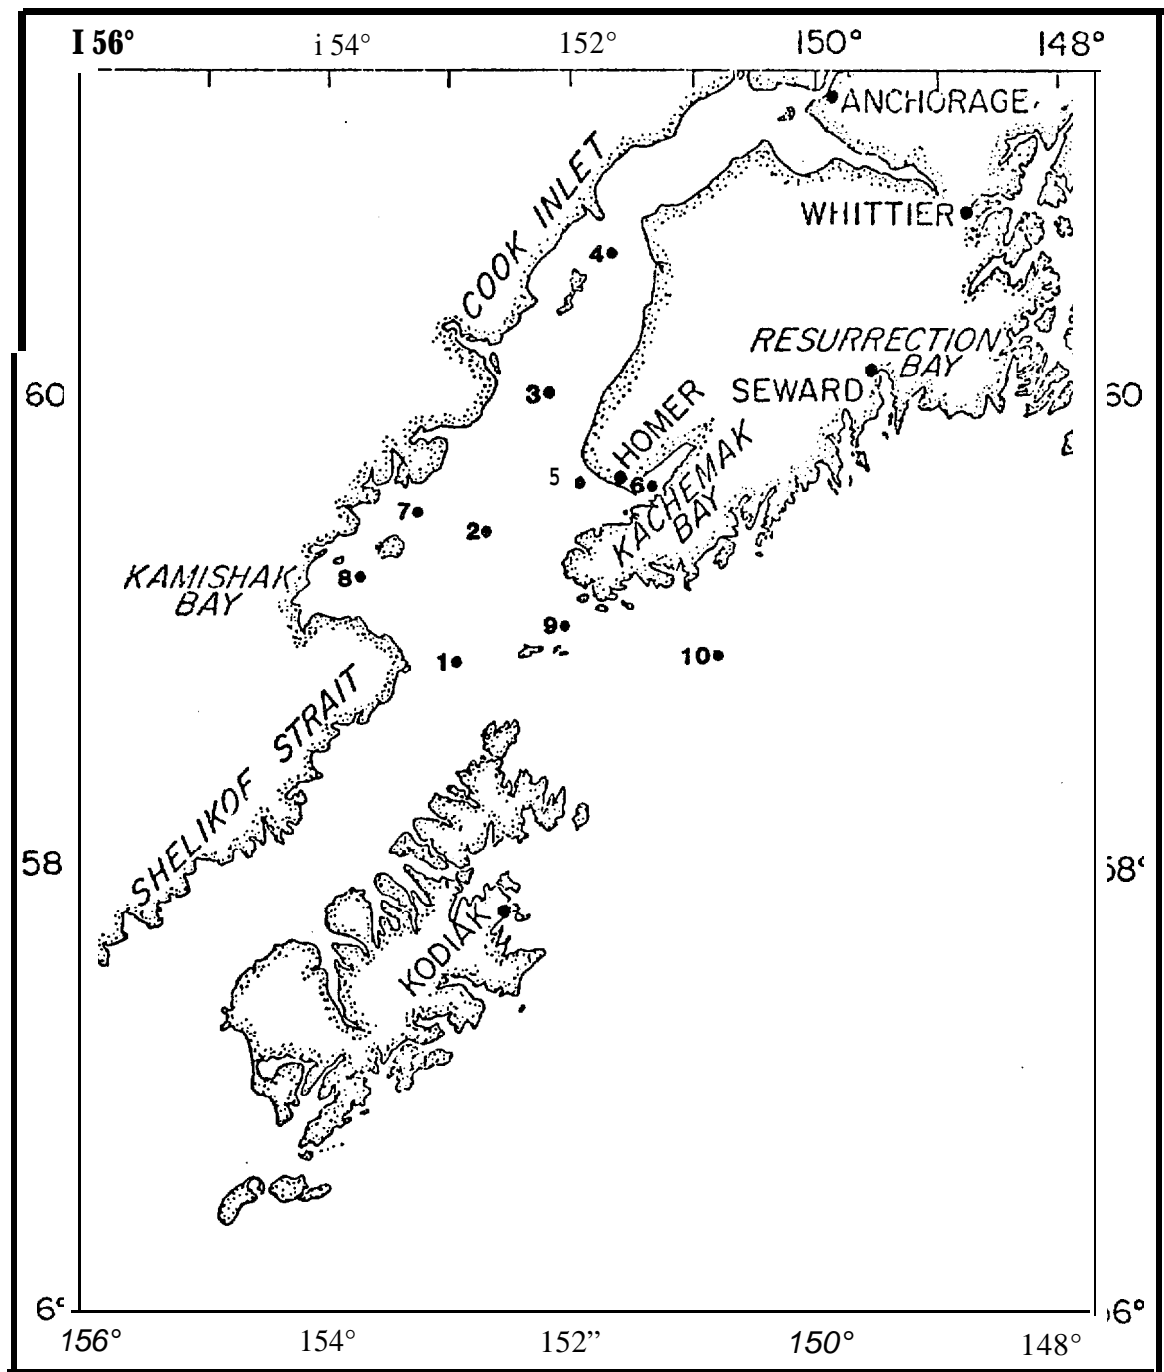 I 56° i 54° 152° 150° 148°
ANCHORAGE
COOK INLET
WHITTIER
4
RESURRECTION
BAY
60 3 SEWARD 60
HOMER
5 6
KACHEMAK
BAY
7
2
KAMISHAK
BAY
8
9
1 10
SHELIKOF STRAIT
58 58°
KODIAK
6° 6°
156° 154° 152” 150° 148°